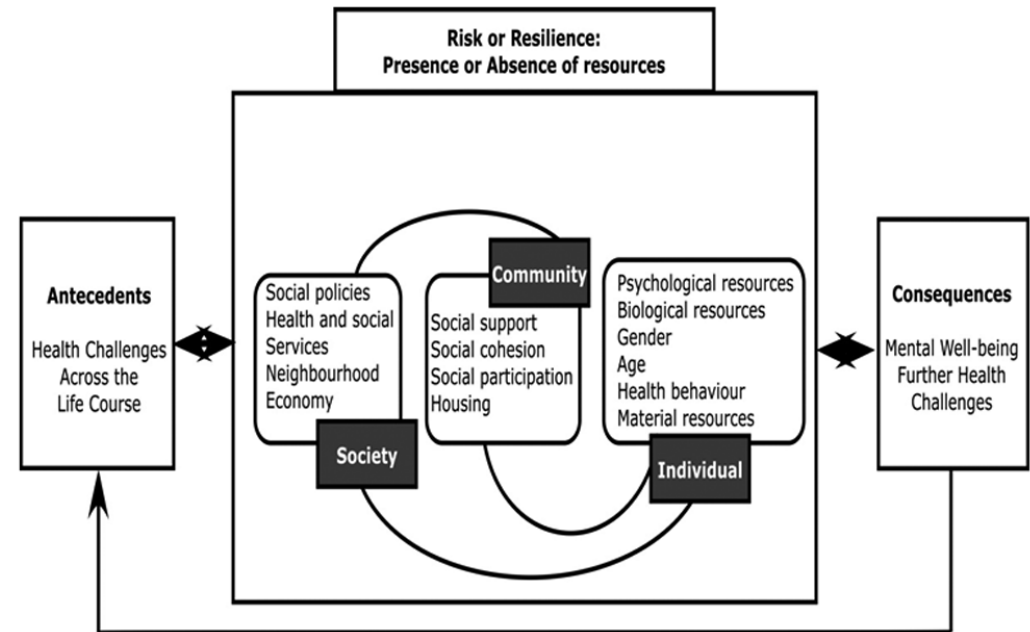 Risk or Resilience:
Presence or Absence of resources
Antecedents
Health Challenges
Across the
Life Course
Social policies
Health and social
Services
Neighbourhood
Economy
Society
Community
Social support
Social cohesion
Social participation
Housing
Psychological resources
Biological resources
Gender
Age
Health behaviour
Material resources
Individual
Consequences
Mental Well-being
Further Health
Challenges